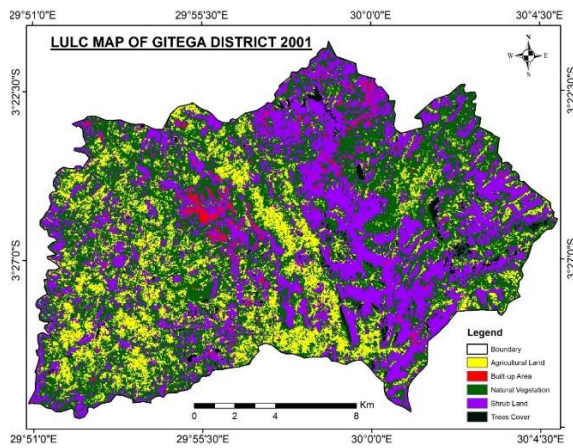 29°51'0"E 29°55'30"E 30°0'0"E 30°4'30"E
LULC MAP OF GITEGA DISTRICT 2001
N
W E
S
3°22'30"S 3°22'30"S
3°27'0"S 3°27'0"S
Legend
Boundary
Agricultural Land
Built-up Area
Natural Vegetation
Shrub Land
Trees Cover
Km
0 1 2 4 6 8
29°51'0"E 29°55'30"E 30°0'0"E 30°4'30"E